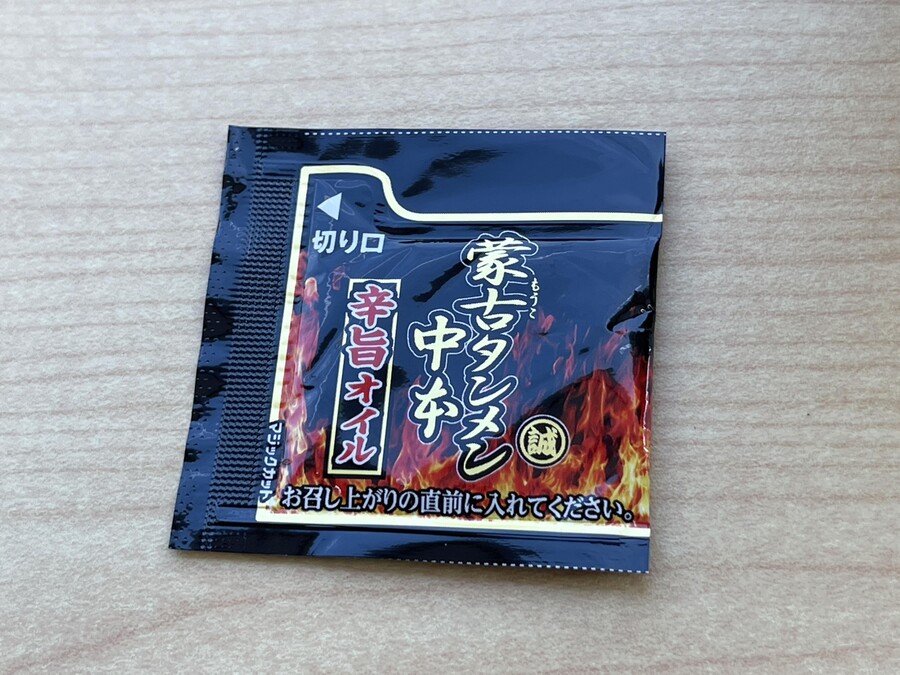 切り口
蒙古タンメン
もうこ
中本
誠
辛旨オイル
マジックカット
お召し上がりの直前に入れてください。